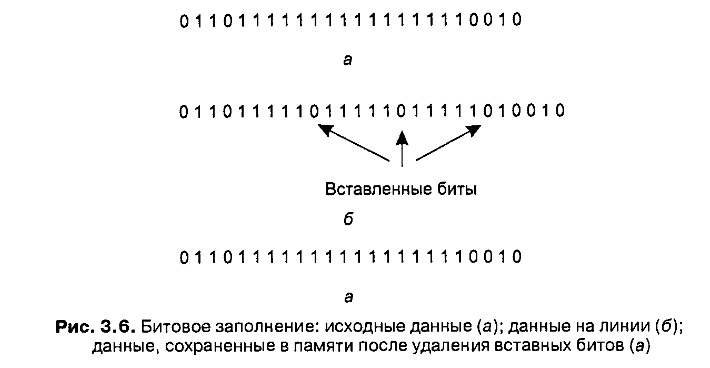 0 1 1 0 1 1 1 1 1 1 1 1 1 1 1 1 1 1 1 1 0 0 1 0
а
0 1 1 0 1 1 1 1 1 0 1 1 1 1 1 0 1 1 1 1 1 0 1 0 0 1 0
Вставленные биты
б
0 1 1 0 1 1 1 1 1 1 1 1 1 1 1 1 1 1 1 1 0 0 1 0
а
Рис. 3.6. Битовое заполнение: исходные данные (а); данные на линии (б);
данные, сохраненные в памяти после удаления вставных битов (а)